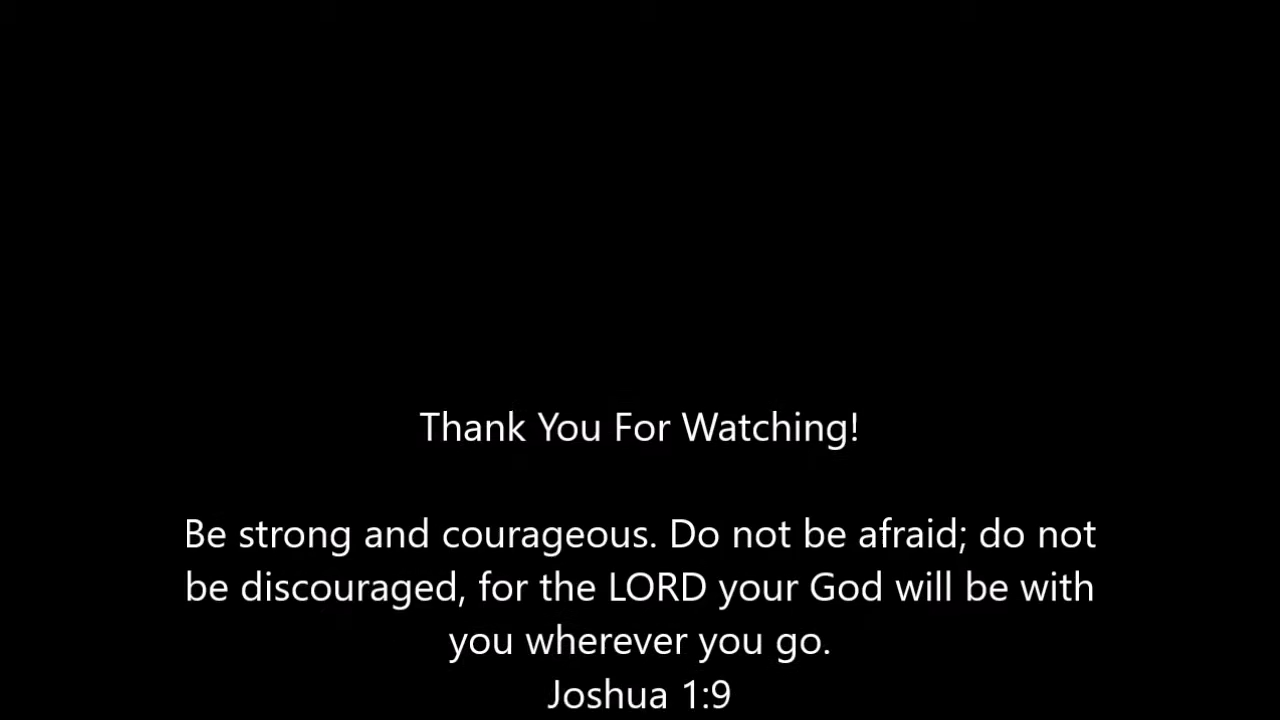 Thank You For Watching!
Be strong and courageous. Do not be afraid; do not
be discouraged, for the LORD your God will be with
you wherever you go.
Joshua 1:9